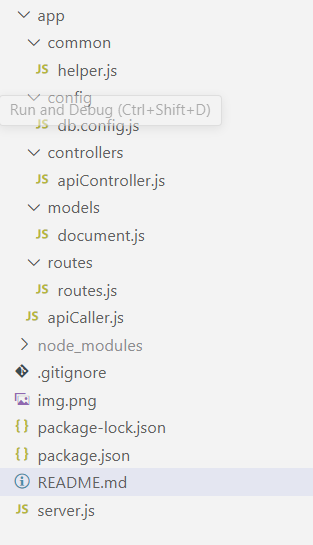 app
common
JS helper.js
config
Run and Debug (Ctrl+Shift+D)
JS db.config.js
controllers
JS apiController.js
models
JS document.js
routes
JS routes.js
JS apiCaller.js
node_modules
.gitignore
img.png
{} package-lock.json
{} package.json
README.md
JS server.js